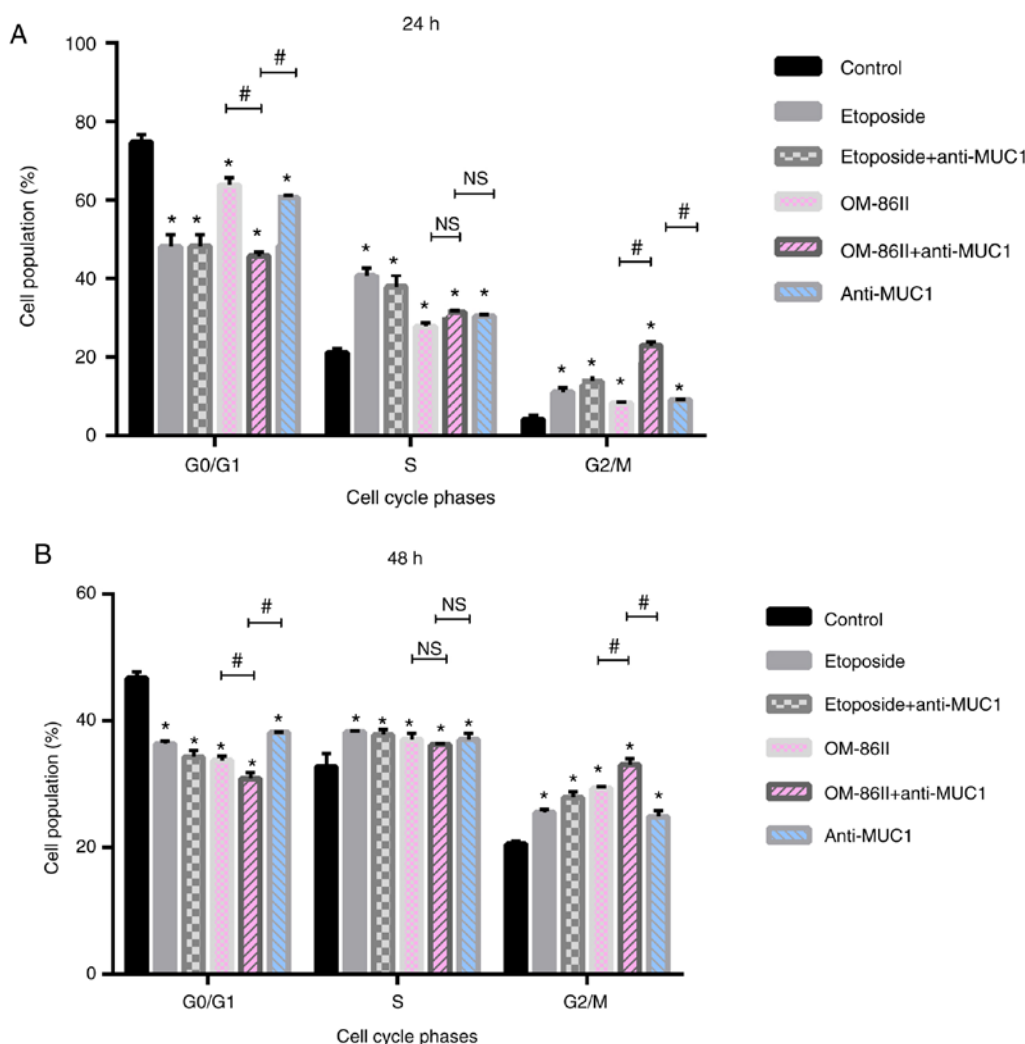 A
24 h
Cell population (%)
100
80
60
40
20
0
#
#
*
*
*
*
*
NS
NS
*
*
*
*
*
#
#
*
*
*
*
*
G0/G1
S
G2/M
Cell cycle phases
Control
Etoposide
Etoposide+anti-MUC1
OM-86II
OM-86II+anti-MUC1
Anti-MUC1
B
48 h
Cell population (%)
60
40
20
0
#
#
*
*
*
*
*
NS
NS
*
*
*
*
*
#
#
*
*
*
*
*
G0/G1
S
G2/M
Cell cycle phases
Control
Etoposide
Etoposide+anti-MUC1
OM-86II
OM-86II+anti-MUC1
Anti-MUC1